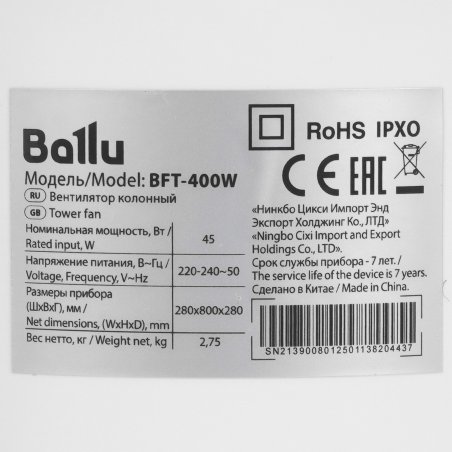 Ballu
Модель/Model: BFT-400W
RU Вентилятор колонный
GB Tower fan
Номинальная мощность, Вт /
Rated input, W
45
Напряжение питания, В~Гц /
Voltage, Frequency, V~Hz
220-240~50
Размеры прибора
(ШхВхГ), мм /
Net dimensions, (WxHxD), mm
280x800x280
Вес нетто, кг / Weight net, kg
2,75
RoHS IPX0
CE EAC
«Нинкбо Цикси Импорт Энд
Экспорт Холдинг Ко., ЛТД»
«Ningbo Cixi Import and Export
Holdings Co., LTD».
Срок службы прибора - 7 лет. /
The service life of the device is 7 years.
Сделано в Китае / Made in China.
SN2139008012501138204437